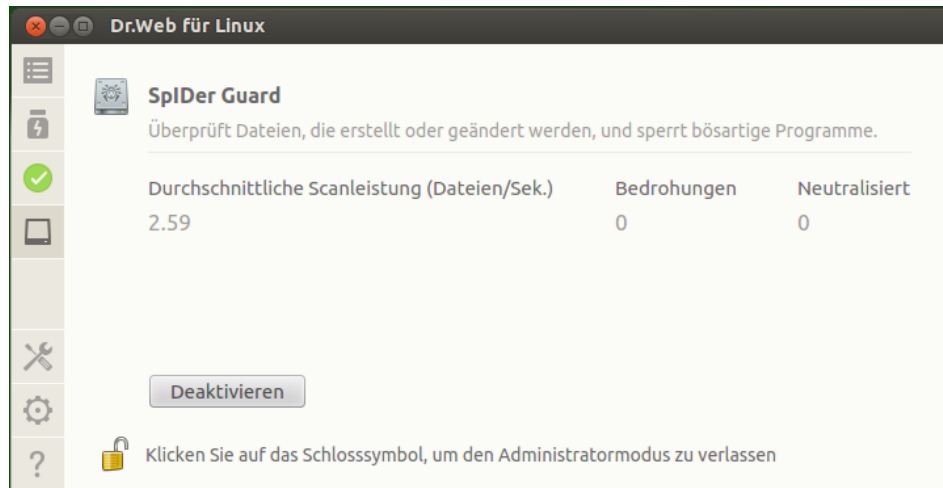 Dr.Web für Linux
SpIDer Guard
Überprüft Dateien, die erstellt oder geändert werden, und sperrt bösartige Programme.
Durchschnittliche Scanleistung (Dateien/Sek.) Bedrohungen Neutralisiert
2.59 0 0
Deaktivieren
Klicken Sie auf das Schlosssymbol, um den Administratormodus zu verlassen
?